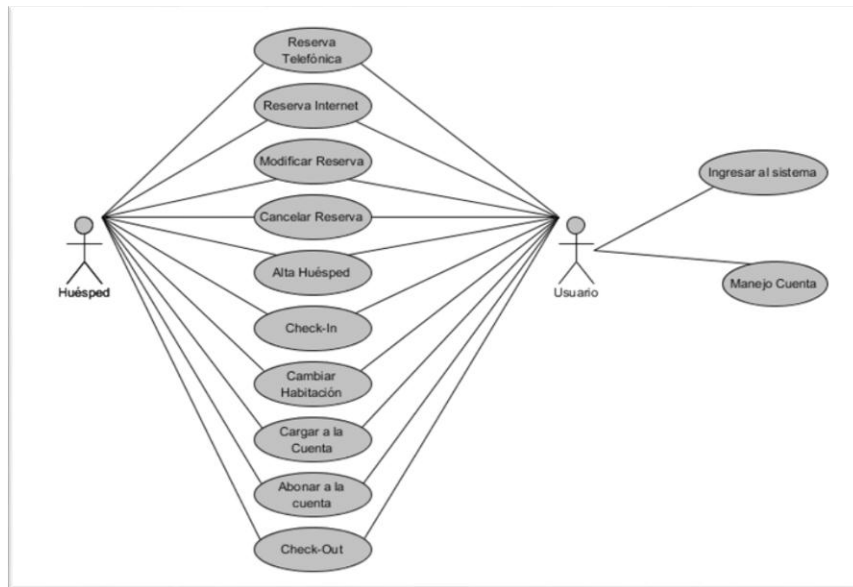 Reserva
Telefónica
Reserva Internet
Modificar Reserva
Cancelar Reserva
Alta Huésped
Check-In
Cambiar
Habitación
Cargar a la
Cuenta
Abonar a la
cuenta
Check-Out
Huésped
Usuario
Ingresar al sistema
Manejo Cuenta